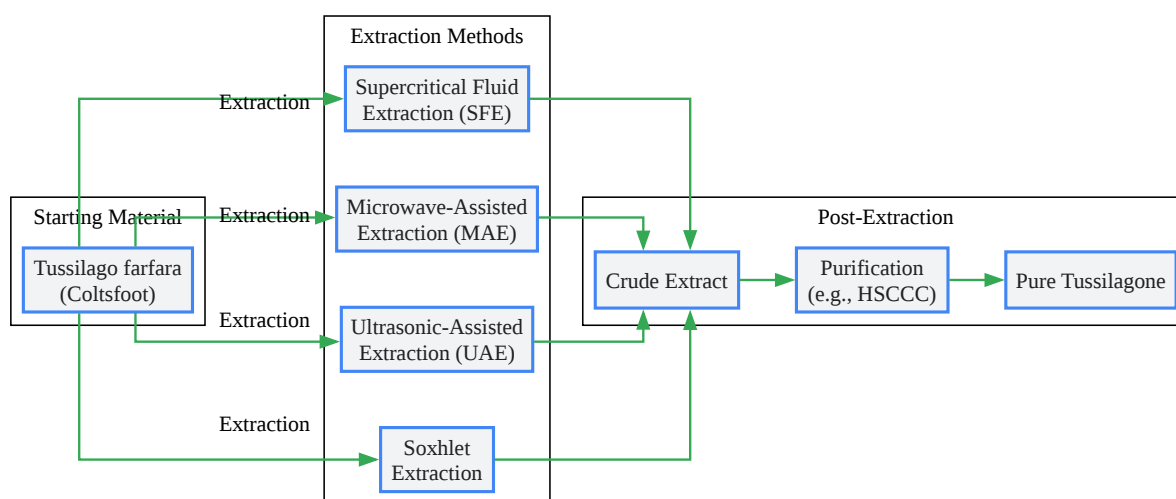 Extraction Methods
Supercritical Fluid
Extraction (SFE)
Extraction
Starting Material
Tussilago farfara
(Coltsfoot)
Extraction
Microwave-Assisted
Extraction (MAE)
Post-Extraction
Crude Extract
Purification
(e.g., HSCCC)
Pure Tussilagone
Extraction
Ultrasonic-Assisted
Extraction (UAE)
Extraction
Soxhlet
Extraction